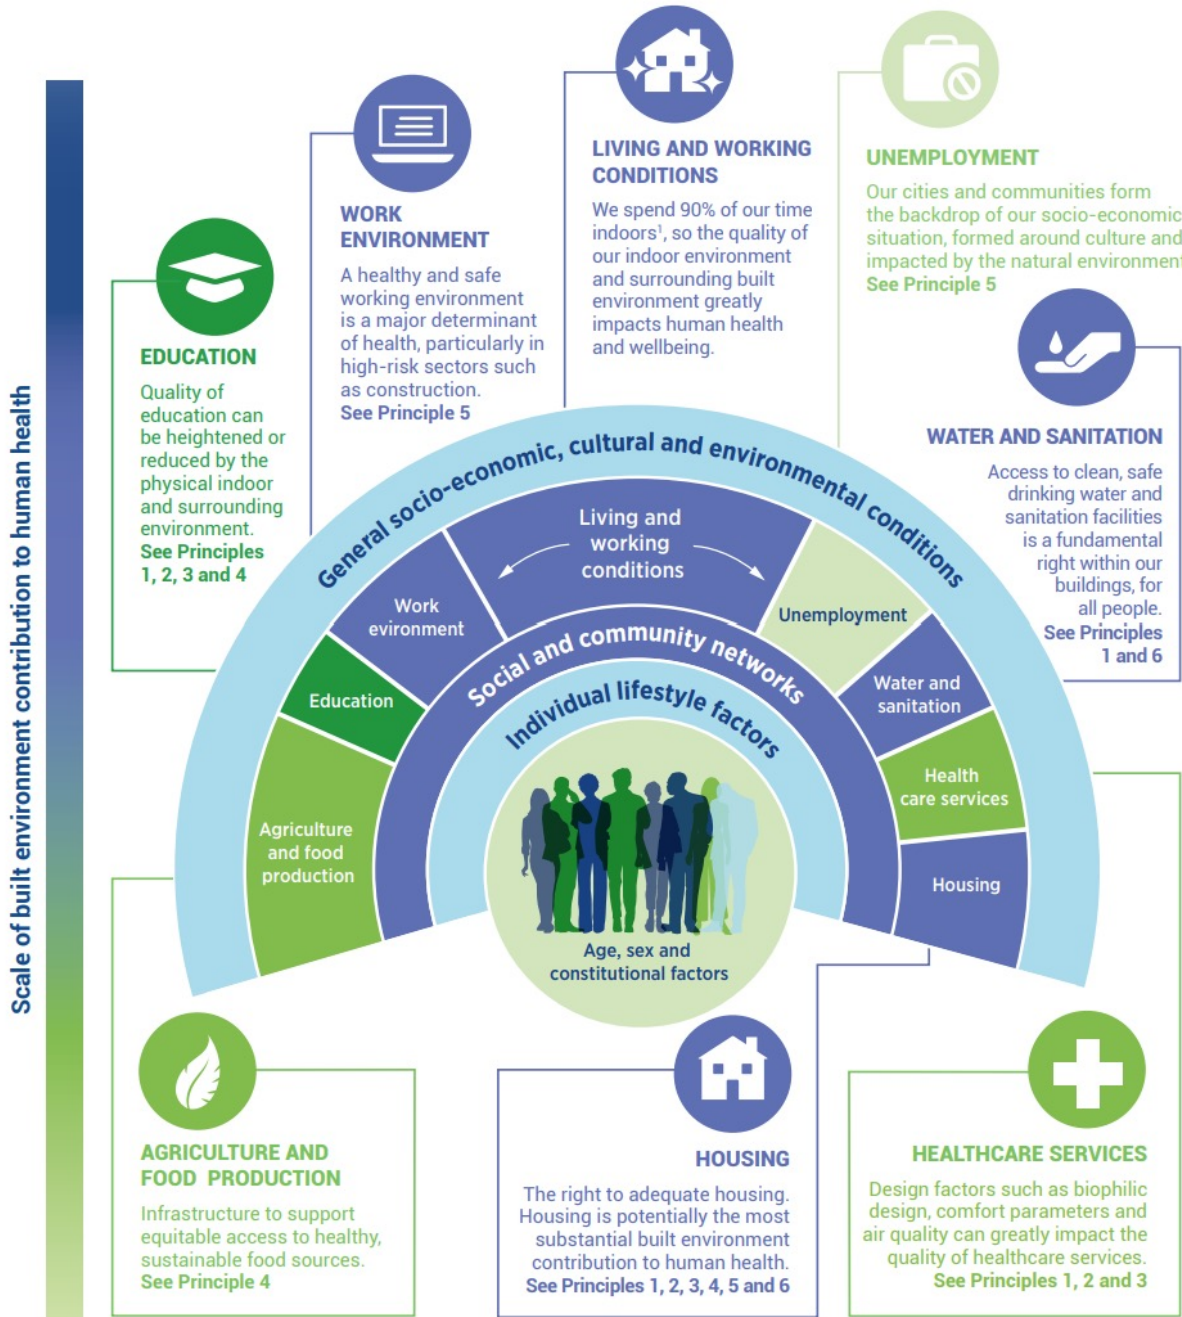 Scale of built environment contribution to human health
EDUCATION
Quality of
education can
be heightened or
reduced by the
physical indoor
and surrounding
environment.
See Principles
1, 2, 3 and 4
WORK
ENVIRONMENT
A healthy and safe
working environment
is a major determinant
of health, particularly in
high-risk sectors such
as construction.
See Principle 5
LIVING AND WORKING
CONDITIONS
We spend 90% of our time
indoors¹, so the quality of
our indoor environment
and surrounding built
environment greatly
impacts human health
and wellbeing.
UNEMPLOYMENT
Our cities and communities form
the backdrop of our socio-economic
situation, formed around culture and
impacted by the natural environment
See Principle 5
WATER AND SANITATION
Access to clean, safe
drinking water and
sanitation facilities
is a fundamental
right within our
buildings, for
all people.
See Principles
1 and 6
General socio-economic, cultural and environmental conditions
Living and
working
conditions
Work
evironment
Education
Agriculture
and food
production
Unemployment
Water and
sanitation
Health
care services
Housing
Social and community networks
Individual lifestyle factors
Age, sex and
constitutional factors
AGRICULTURE AND
FOOD PRODUCTION
Infrastructure to support
equitable access to healthy,
sustainable food sources.
See Principle 4
HOUSING
The right to adequate housing.
Housing is potentially the most
substantial built environment
contribution to human health.
See Principles 1, 2, 3, 4, 5 and 6
HEALTHCARE SERVICES
Design factors such as biophilic
design, comfort parameters and
air quality can greatly impact the
quality of healthcare services.
See Principles 1, 2 and 3